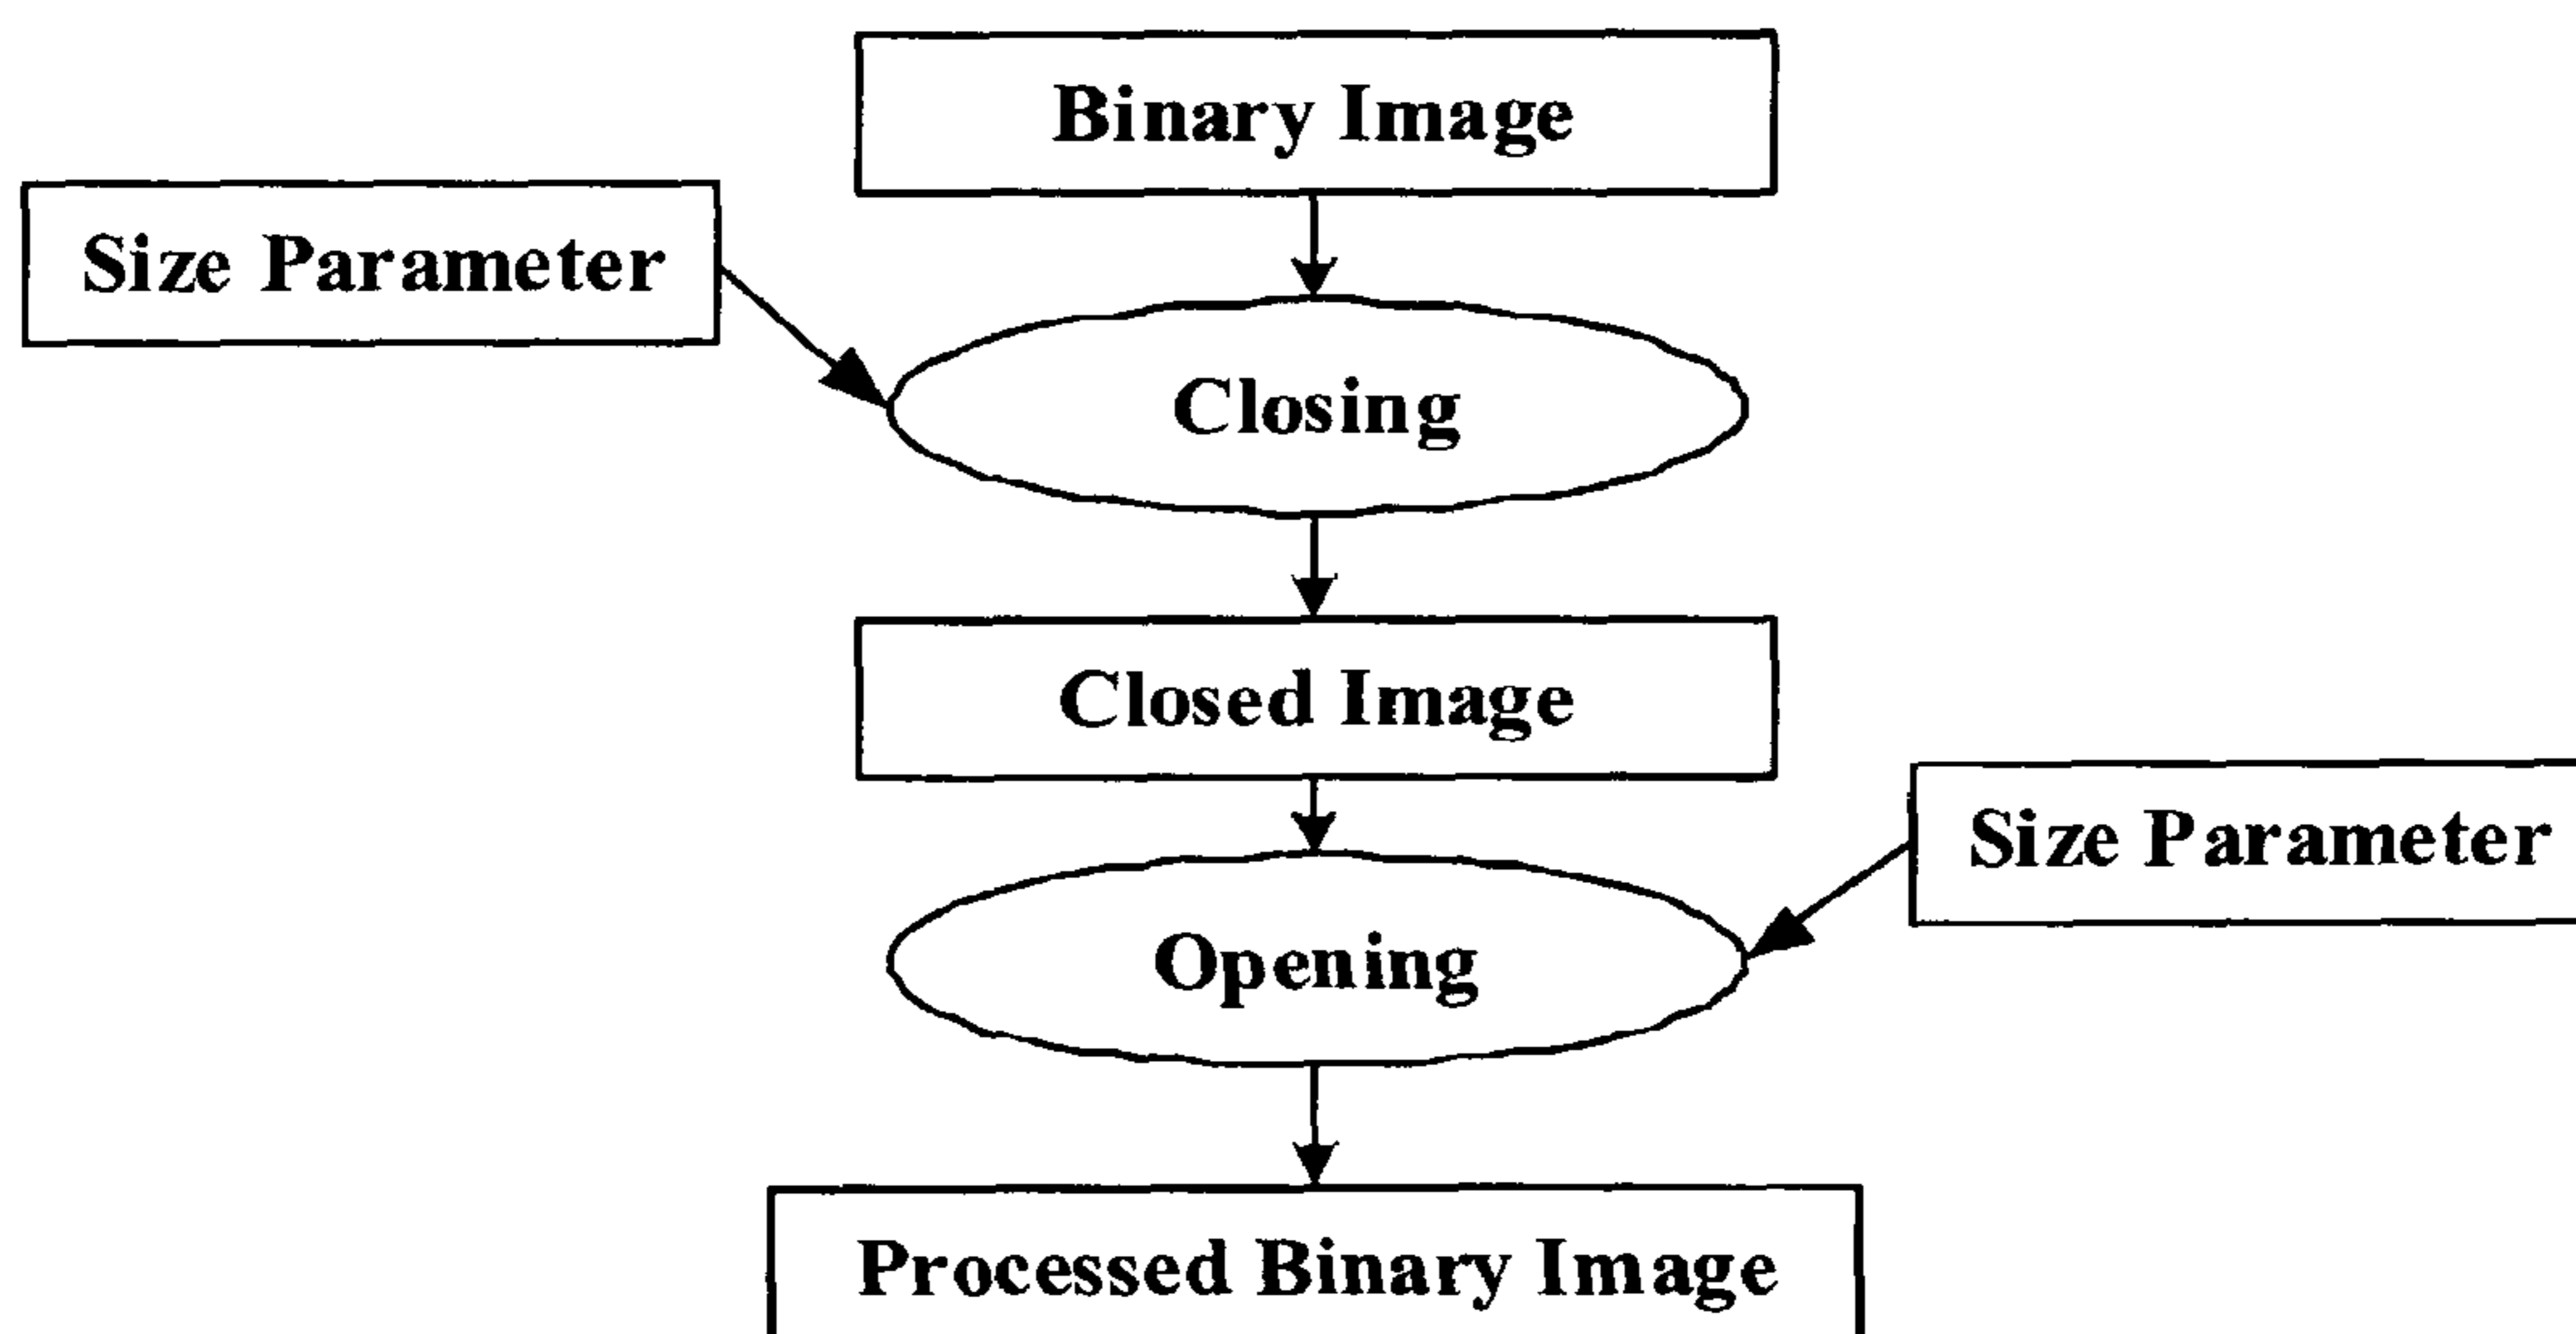 Binary Image
Size Parameter
Closing
Closed Image
Size Parameter
Opening
Processed Binary Image